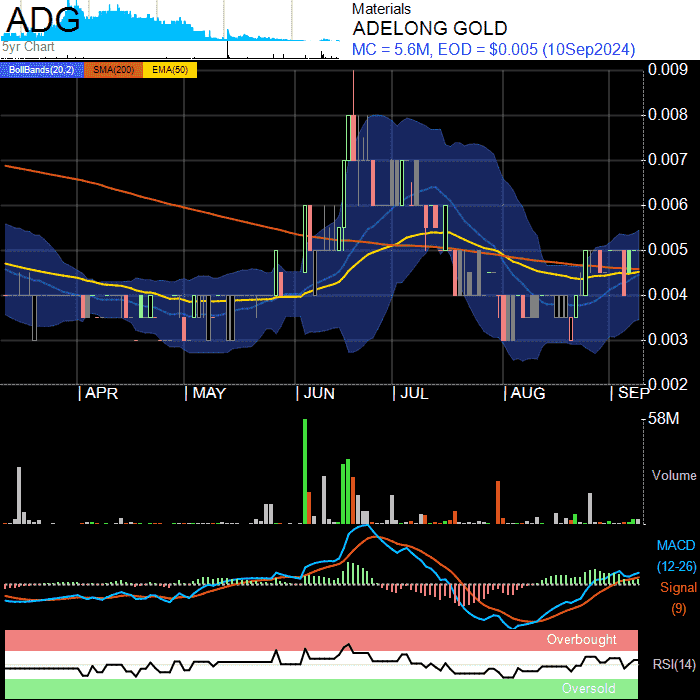 ADG
5yr Chart
Materials
ADELONG GOLD
MC = 5.6M, EOD = $0.005 (10Sep2024)
BollBands(20,2) SMA(200) EMA(50)
0.009
0.008
0.007
0.006
0.005
0.004
0.003
0.002
APR MAY JUN JUL AUG SEP
58M
Volume
MACD
(12-26)
Signal
(9)
Overbought
RSI(14)
Oversold